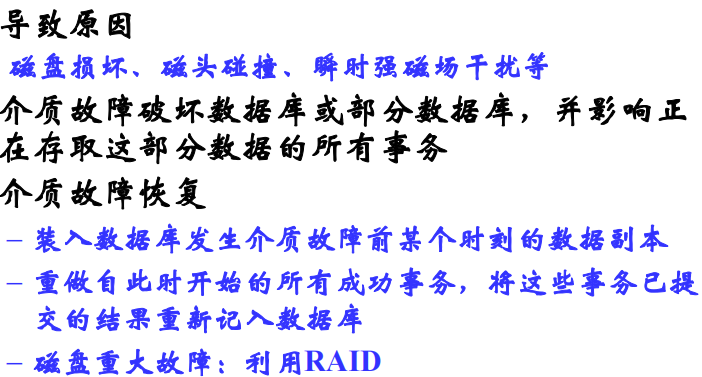 导致原因
磁盘损坏、磁头碰撞、瞬时强磁场干扰等
介质故障破坏数据库或部分数据库，并影响正
在存取这部分数据的所有事务
介质故障恢复
– 装入数据库发生介质故障前某个时刻的数据副本
– 重做自此时开始的所有成功事务，将这些事务已提
交的结果重新记入数据库
– 磁盘重大故障：利用RAID